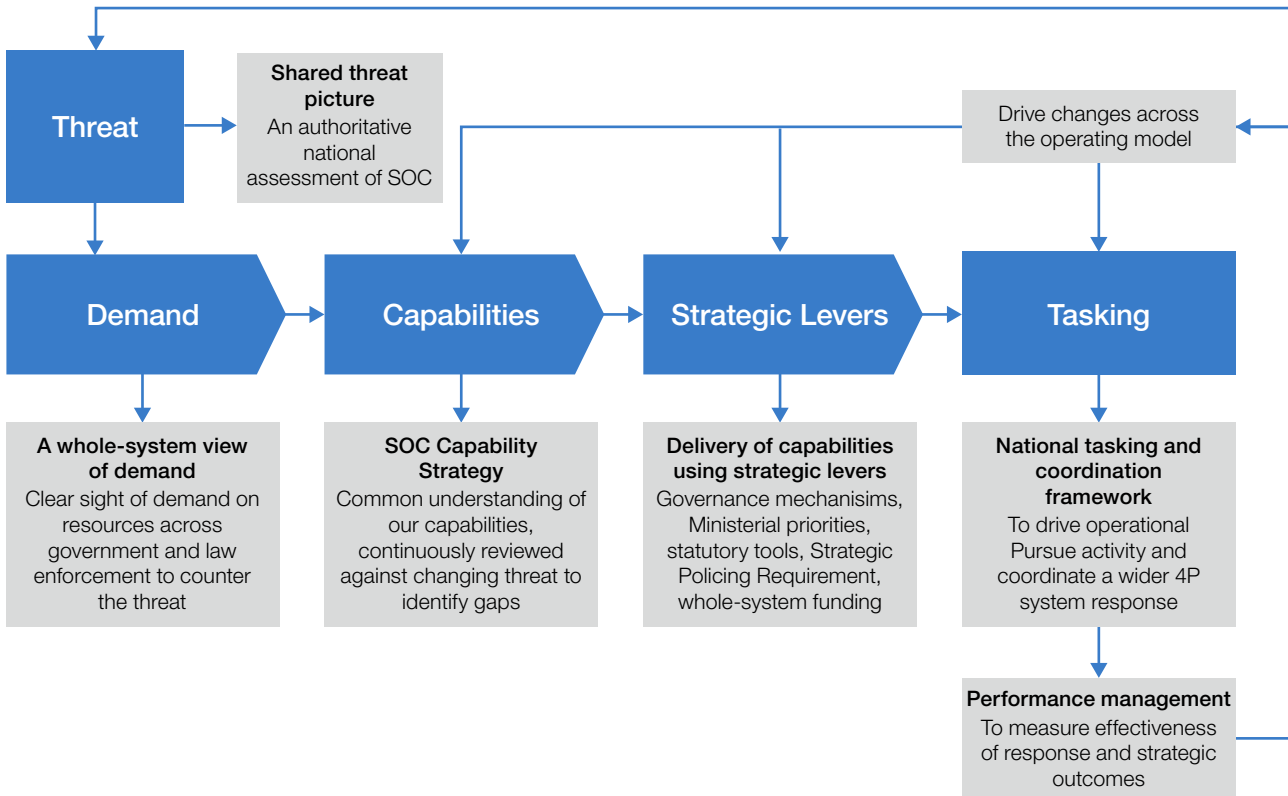 Threat
Shared threat
picture
An authoritative
national
assessment of SOC
Drive changes across
the operating model
Demand
Capabilities
Strategic Levers
Tasking
A whole-system view
of demand
Clear sight of demand on
resources across
government and law
enforcement to counter
the threat
SOC Capability
Strategy
Common understanding of
our capabilities,
continuously reviewed
against changing threat to
identify gaps
Delivery of capabilities
using strategic levers
Governance mechanisims,
Ministerial priorities,
statutory tools, Strategic
Policing Requirement,
whole-system funding
National tasking and
coordination
framework
To drive operational
Pursue activity and
coordinate a wider 4P
system response
Performance management
To measure effectiveness
of response and strategic
outcomes